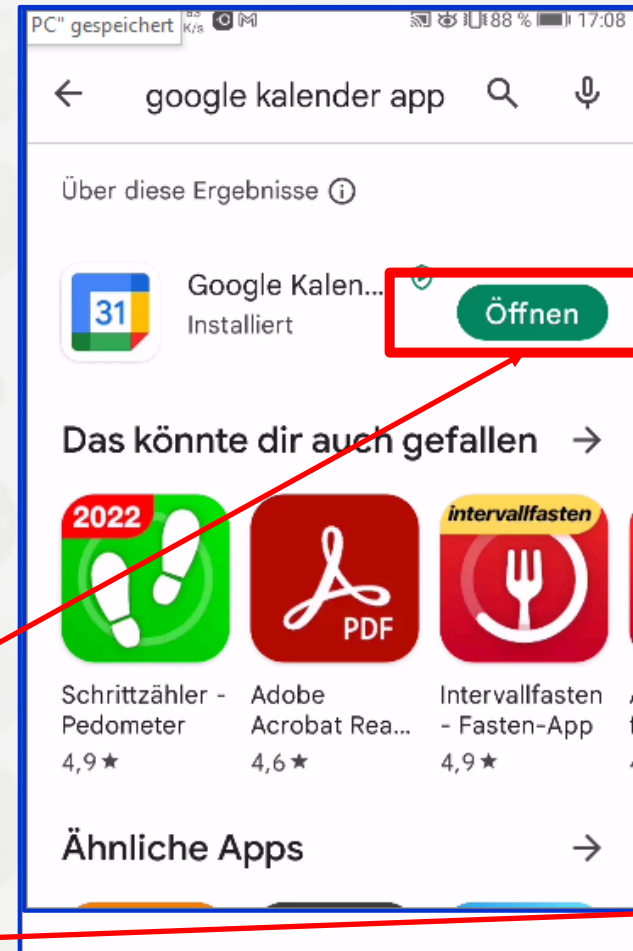 PC" gespeichert K/s 88 % 17:08
google kalender app
Über diese Ergebnisse
31 Google Kalen... Öffnen
Installiert
Das könnte dir auch gefallen
2022 intervallfasten
PDF
Schrittzähler - Adobe Intervallfasten
Pedometer Acrobat Rea... - Fasten-App
4,9★ 4,6★ 4,9★
Ähnliche Apps